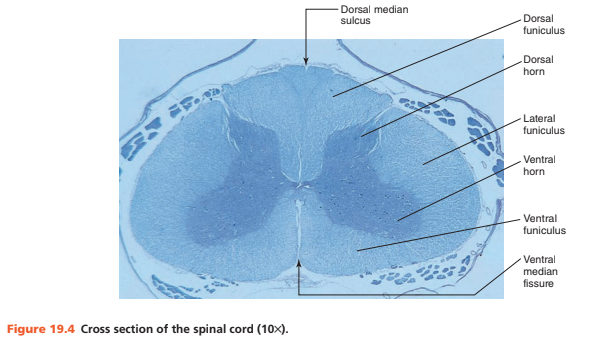 Dorsal median
sulcus
Dorsal
funiculus
Dorsal
horn
Lateral
funiculus
Ventral
horn
Ventral
funiculus
Ventral
median
fissure
Figure 19.4 Cross section of the spinal cord (10×).